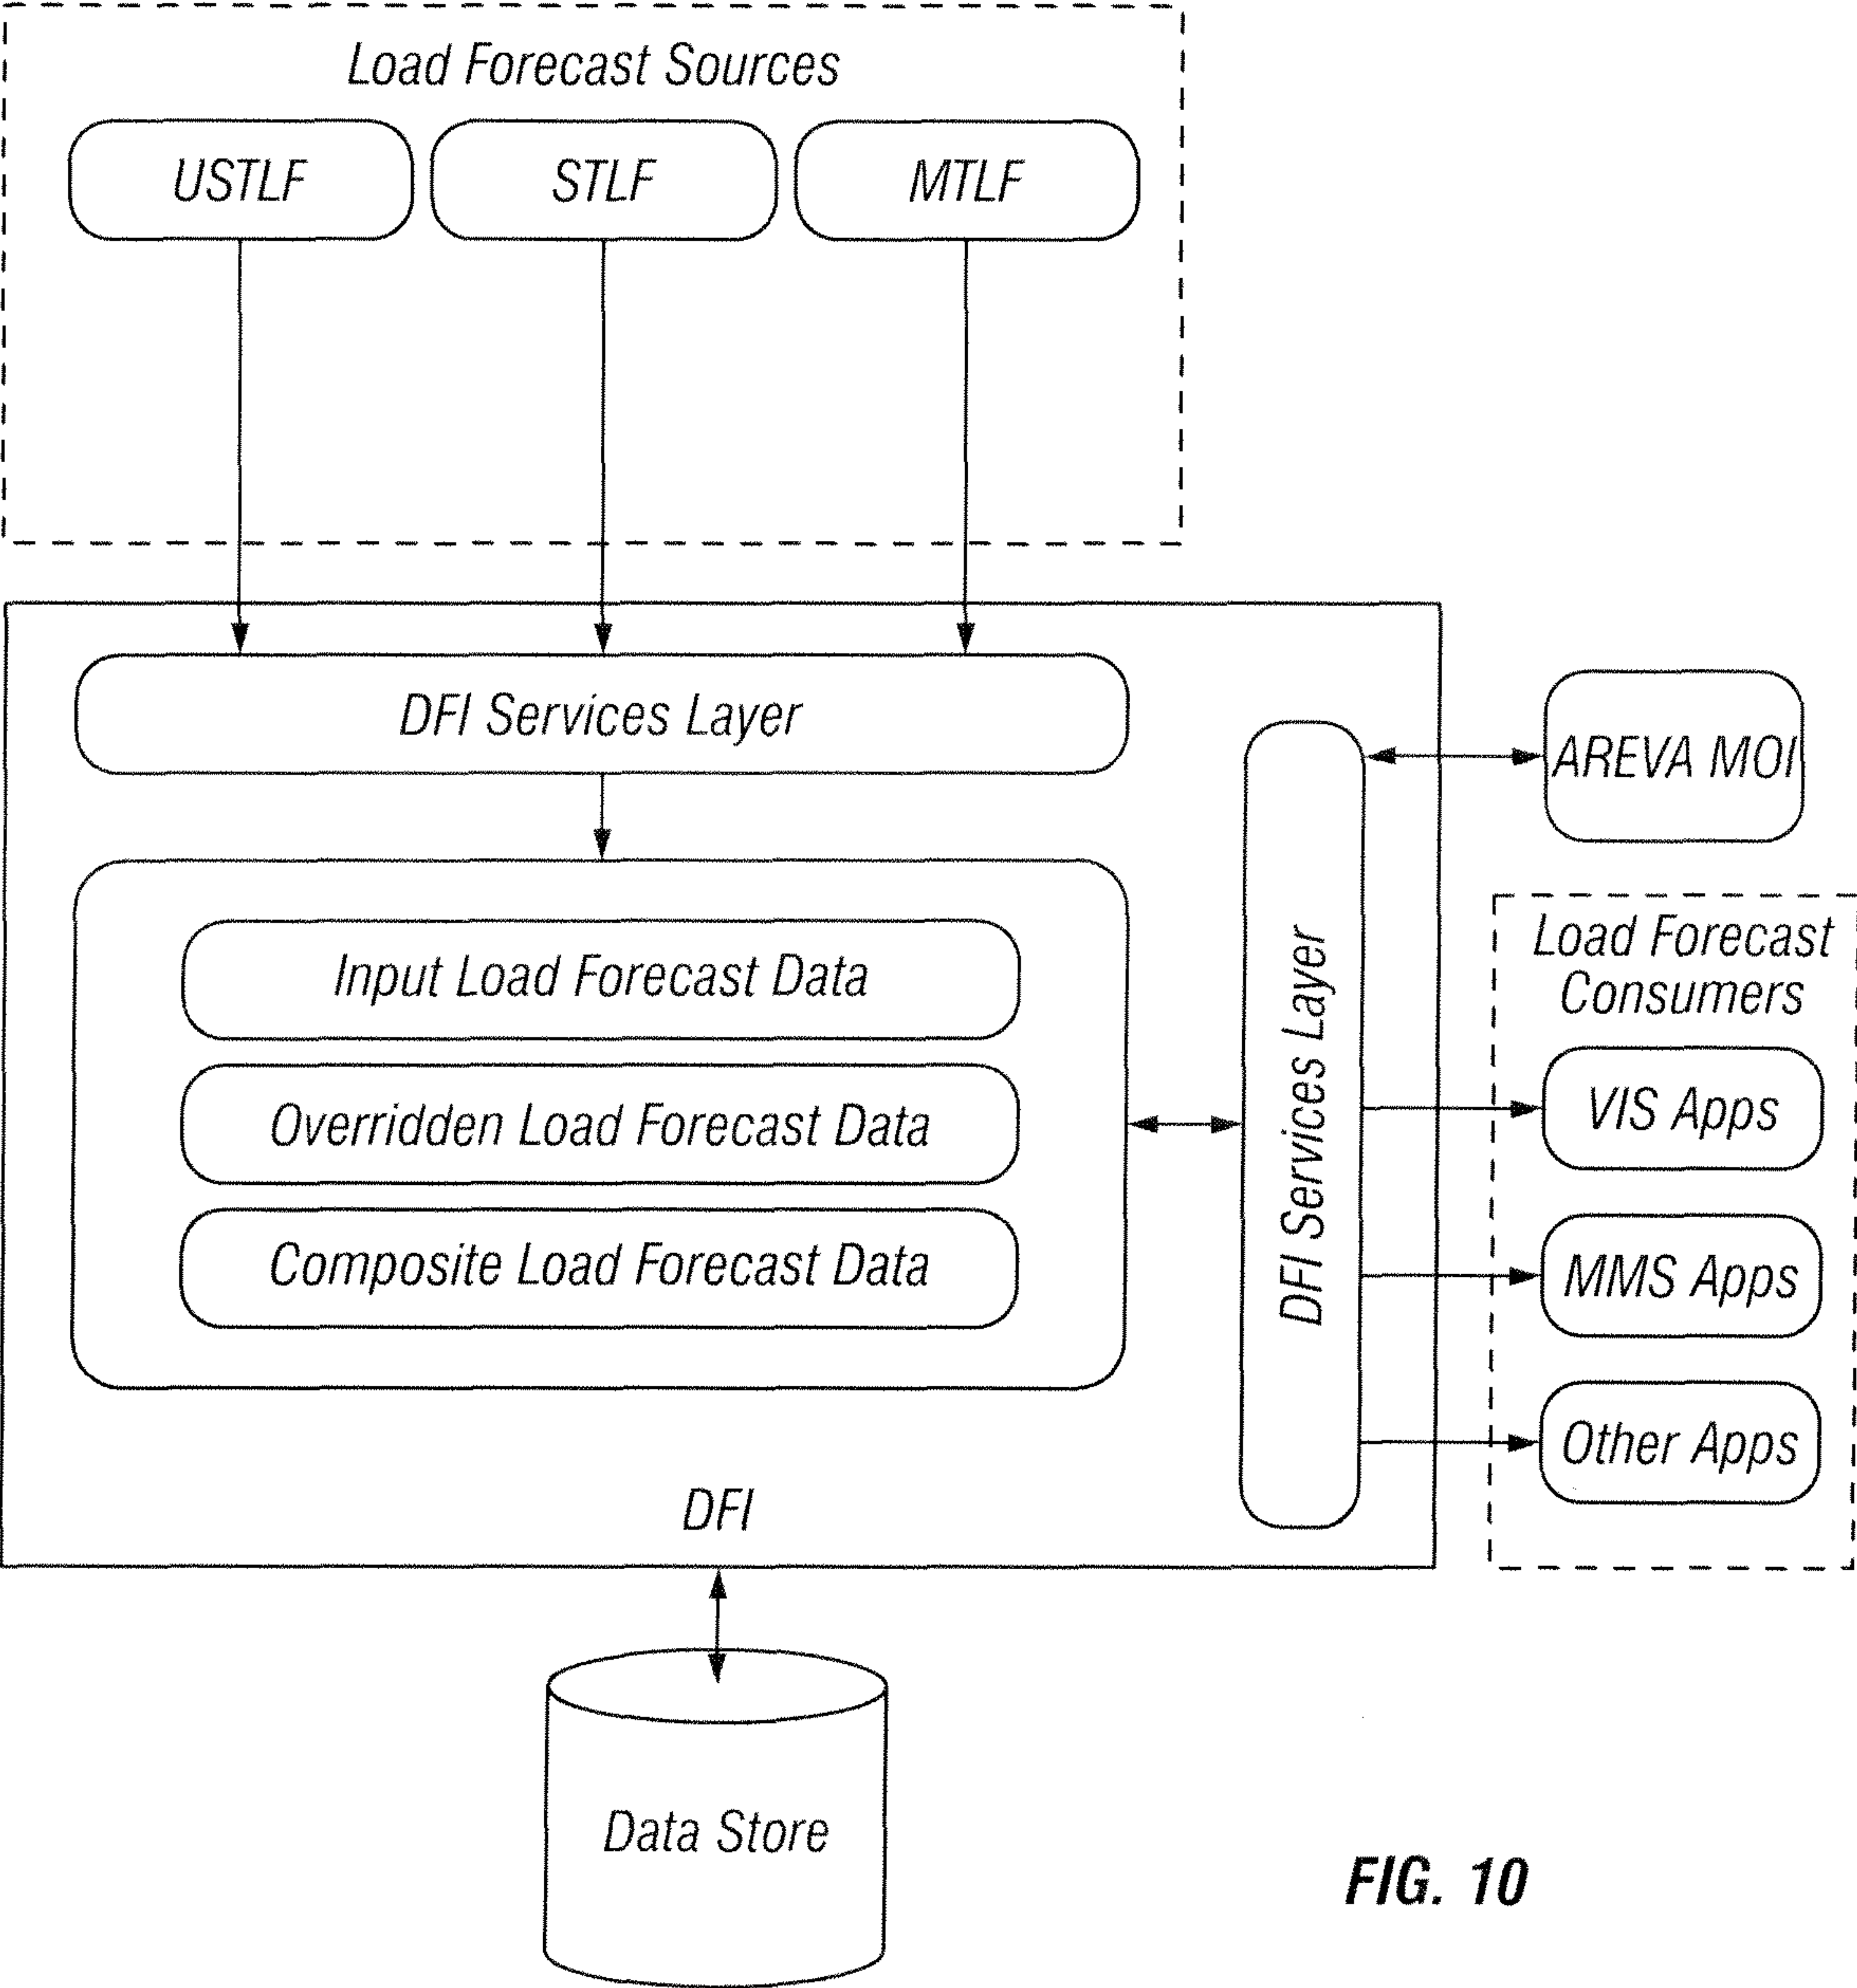 Load Forecast Sources
USTLF
STLF
MTLF
DFI Services Layer
AREVA MOI
Input Load Forecast Data
Overridden Load Forecast Data
Composite Load Forecast Data
DFI Services Layer
Load Forecast
Consumers
VIS Apps
MMS Apps
Other Apps
DFI
Data Store
FIG. 10